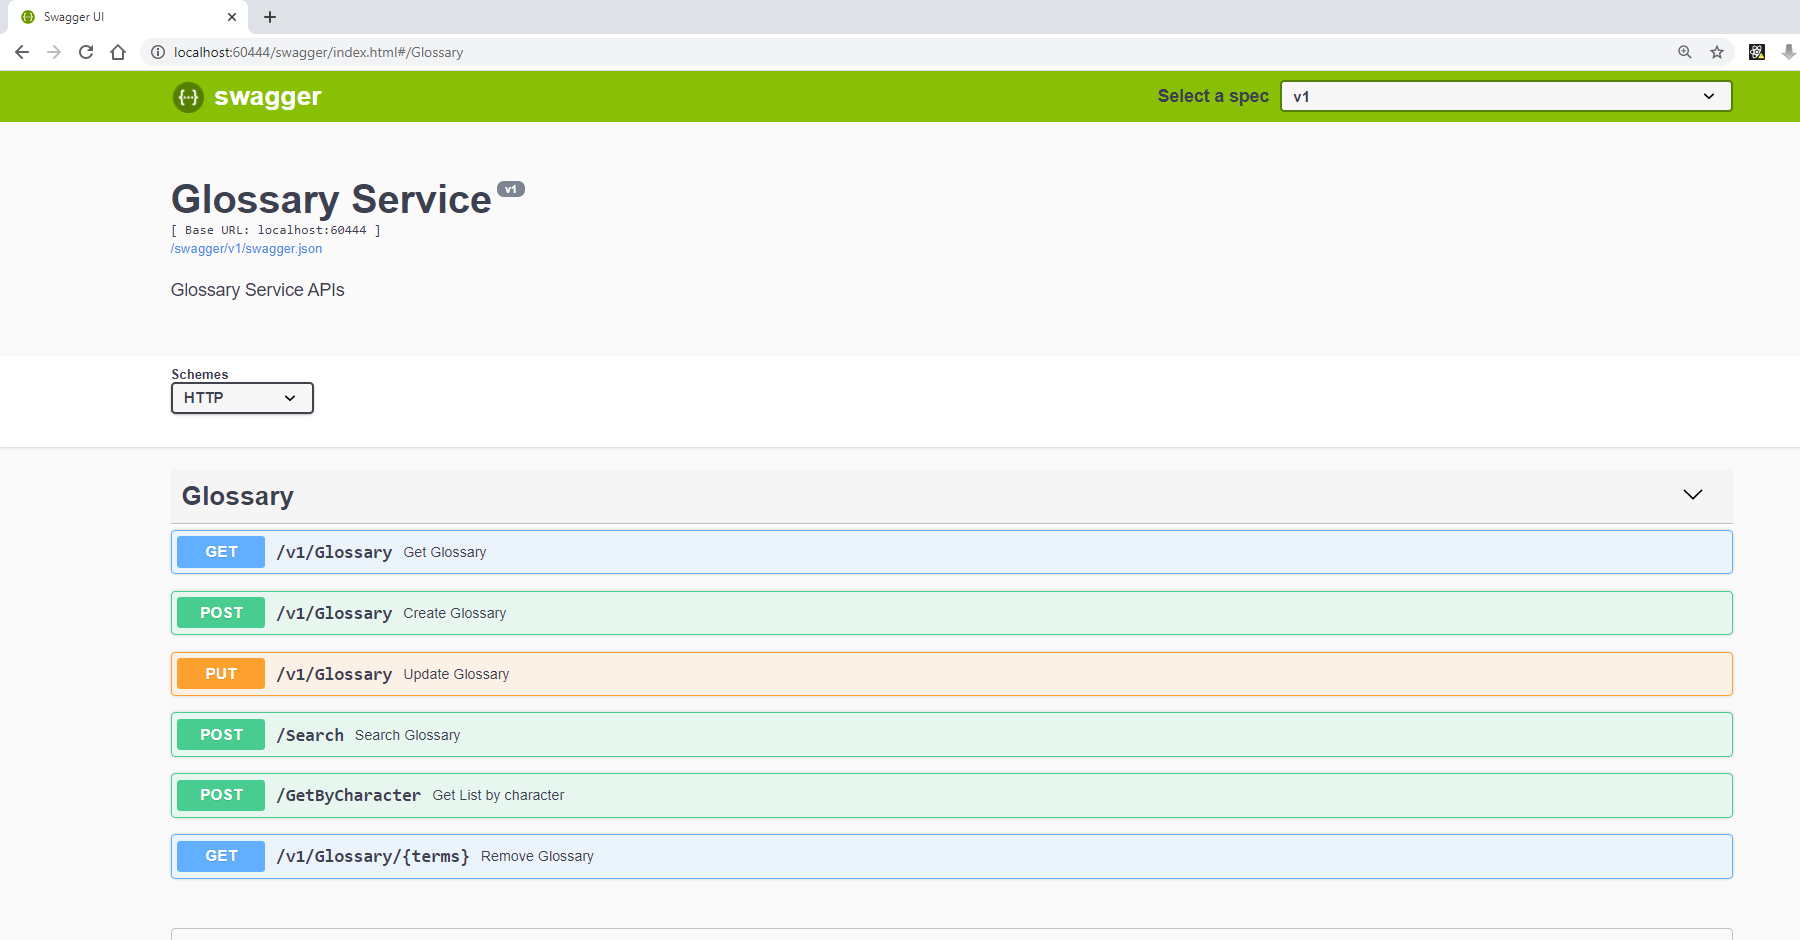 Swagger UI
localhost:60444/swagger/index.html#/Glossary
{···} swagger
Select a spec v1
Glossary Service v1
[ Base URL: localhost:60444 ]
/swagger/v1/swagger.json
Glossary Service APIs
Schemes
HTTP
Glossary
GET /v1/Glossary Get Glossary
POST /v1/Glossary Create Glossary
PUT /v1/Glossary Update Glossary
POST /Search Search Glossary
POST /GetByCharacter Get List by character
GET /v1/Glossary/{terms} Remove Glossary